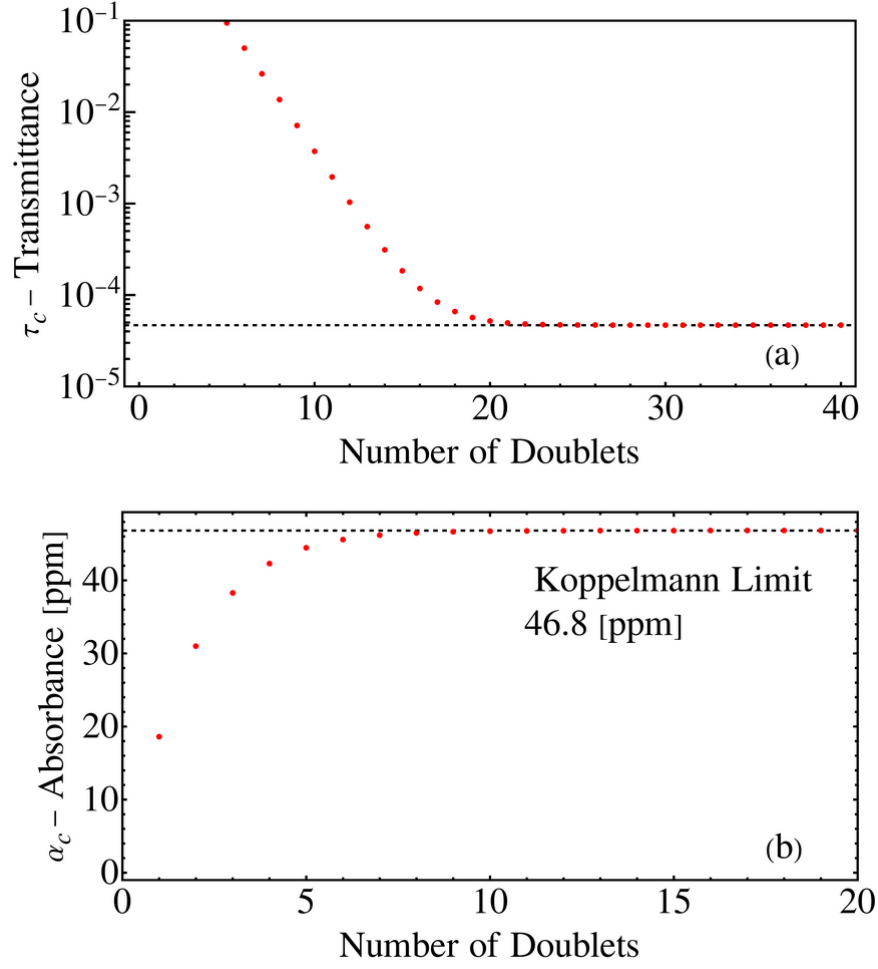 10⁻¹
10⁻²
10⁻³
10⁻⁴
10⁻⁵
τc – Transmittance
(a)
0 10 20 30 40
Number of Doublets
40
30
20
10
0
αc – Absorbance [ppm]
Koppelmann Limit
46.8 [ppm]
(b)
0 5 10 15 20
Number of Doublets